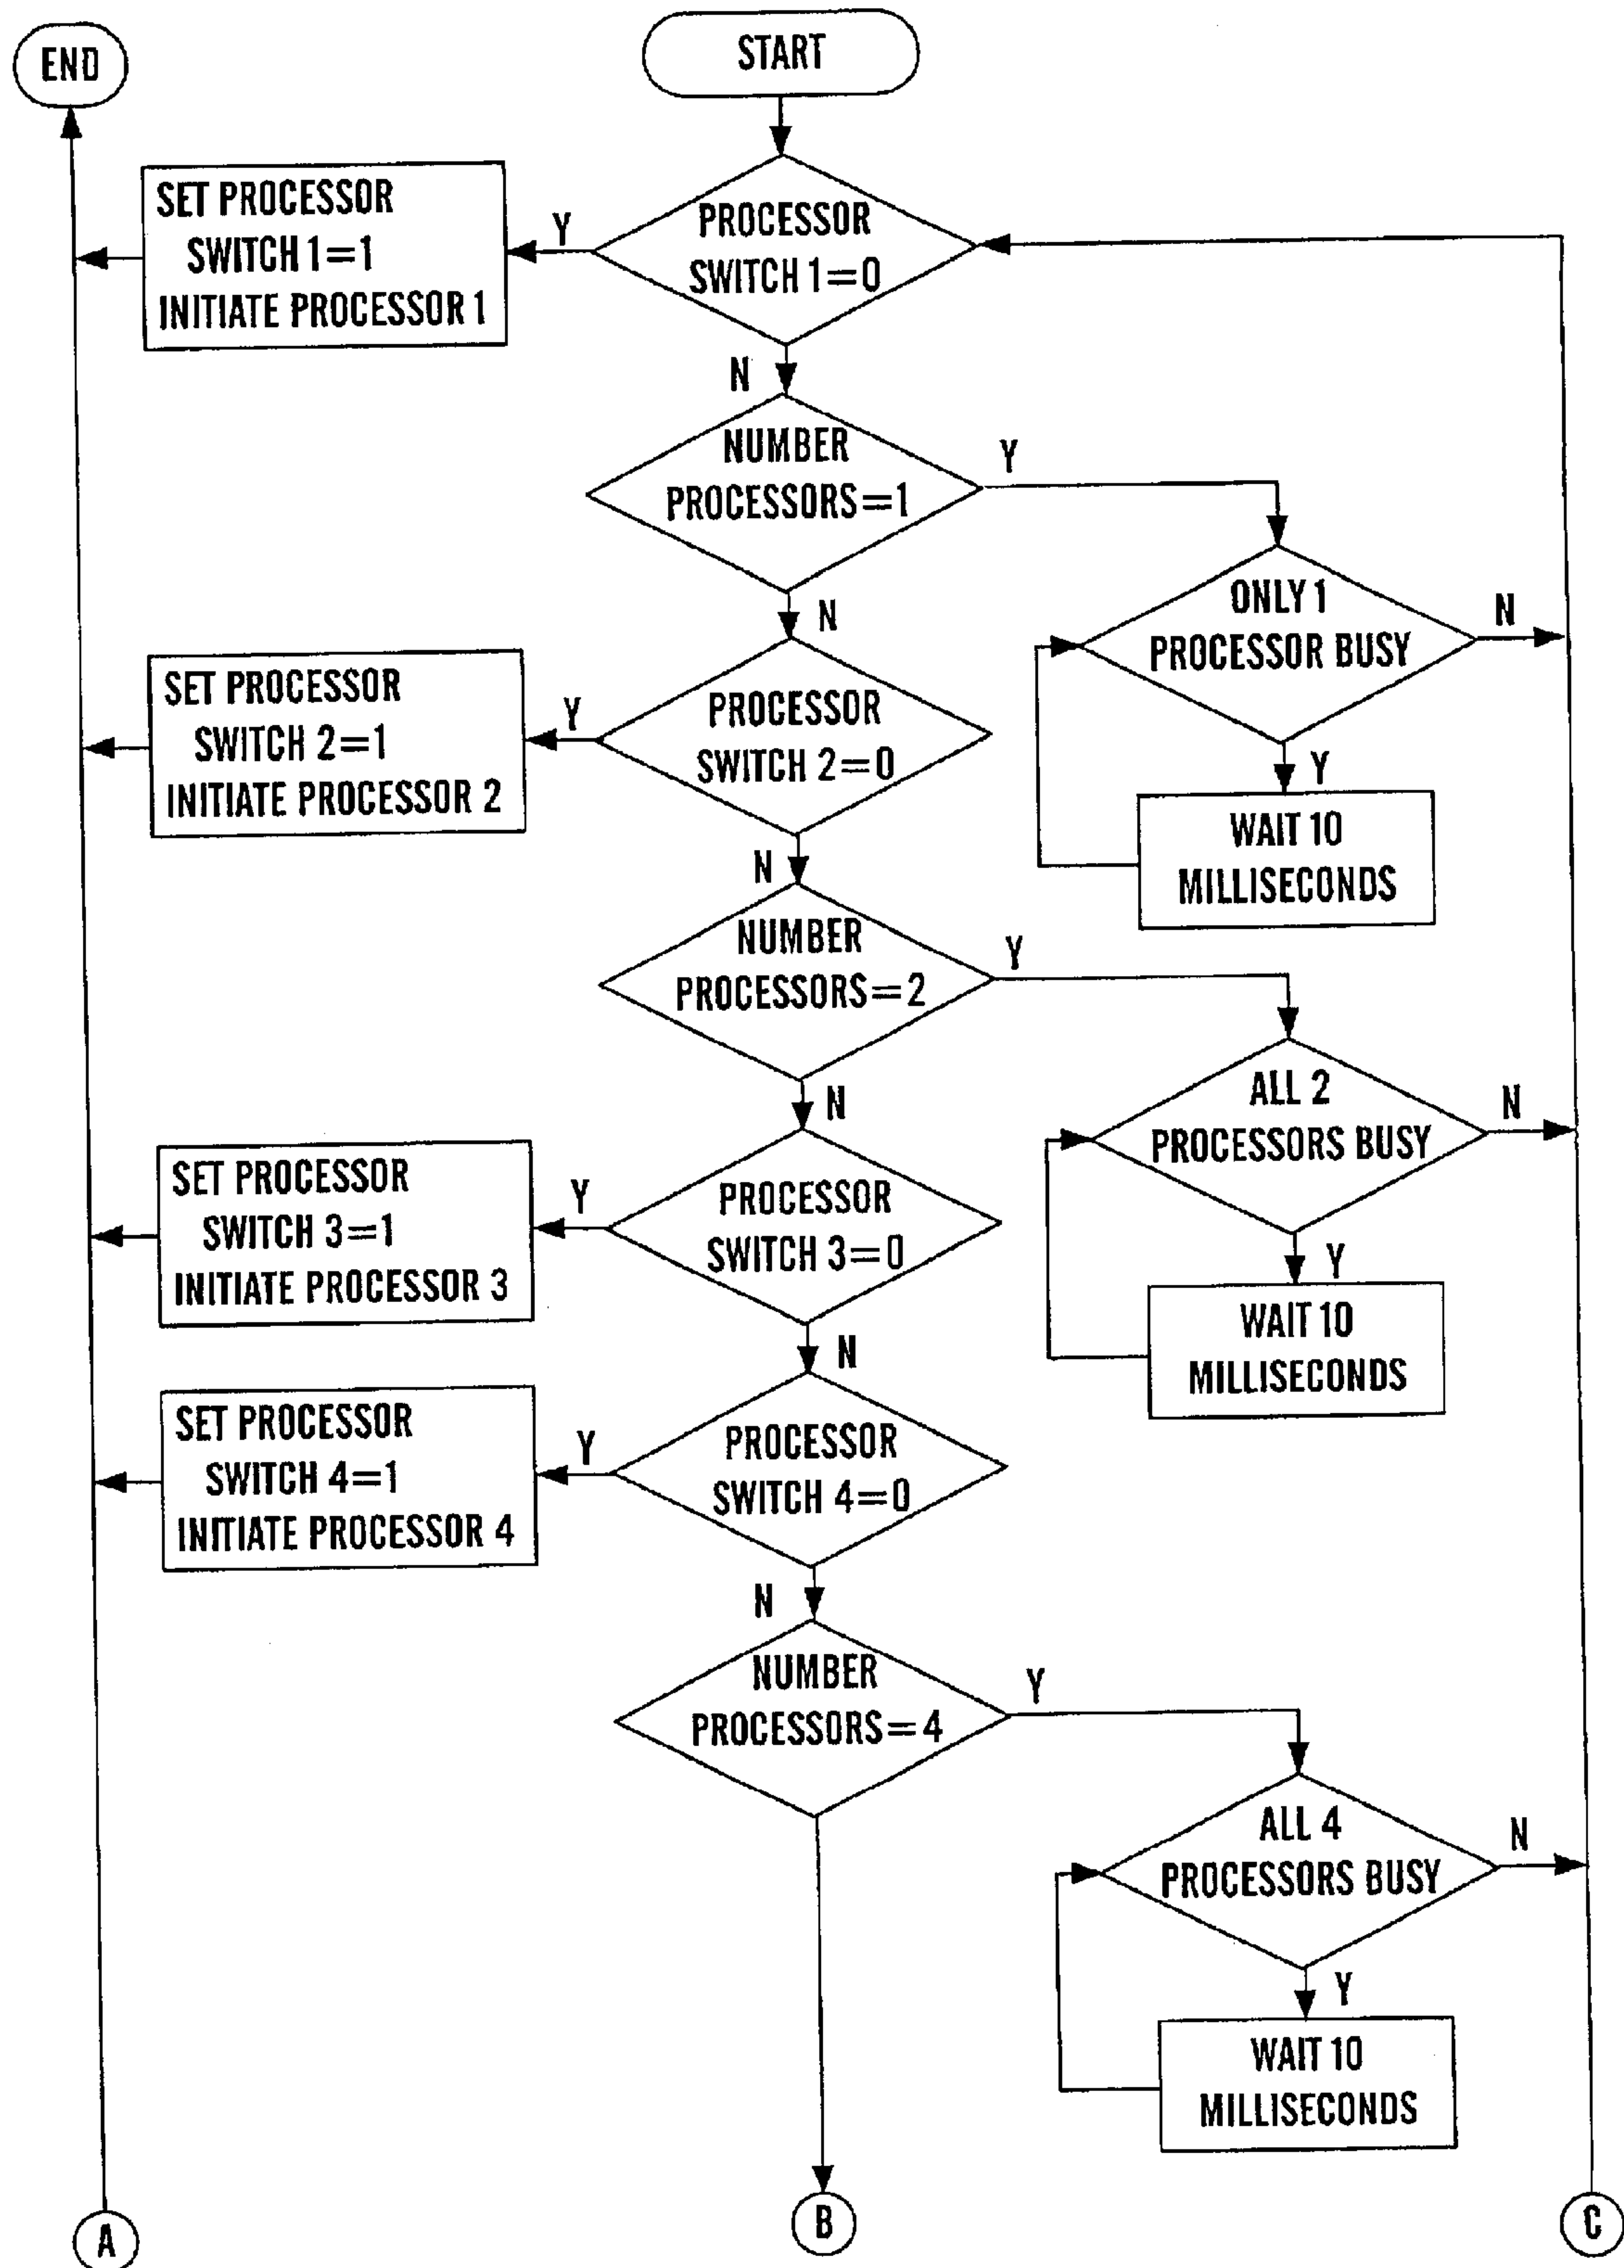 END
START
SET PROCESSOR
SWITCH 1=1
INITIATE PROCESSOR 1
Y
PROCESSOR
SWITCH 1=0
N
NUMBER
PROCESSORS=1
Y
N
ONLY 1
PROCESSOR BUSY
N
Y
WAIT 10
MILLISECONDS
SET PROCESSOR
SWITCH 2=1
INITIATE PROCESSOR 2
Y
PROCESSOR
SWITCH 2=0
N
NUMBER
PROCESSORS=2
Y
N
ALL 2
PROCESSORS BUSY
N
Y
WAIT 10
MILLISECONDS
SET PROCESSOR
SWITCH 3=1
INITIATE PROCESSOR 3
Y
PROCESSOR
SWITCH 3=0
N
SET PROCESSOR
SWITCH 4=1
INITIATE PROCESSOR 4
Y
PROCESSOR
SWITCH 4=0
N
NUMBER
PROCESSORS=4
Y
ALL 4
PROCESSORS BUSY
N
Y
WAIT 10
MILLISECONDS
A
B
C